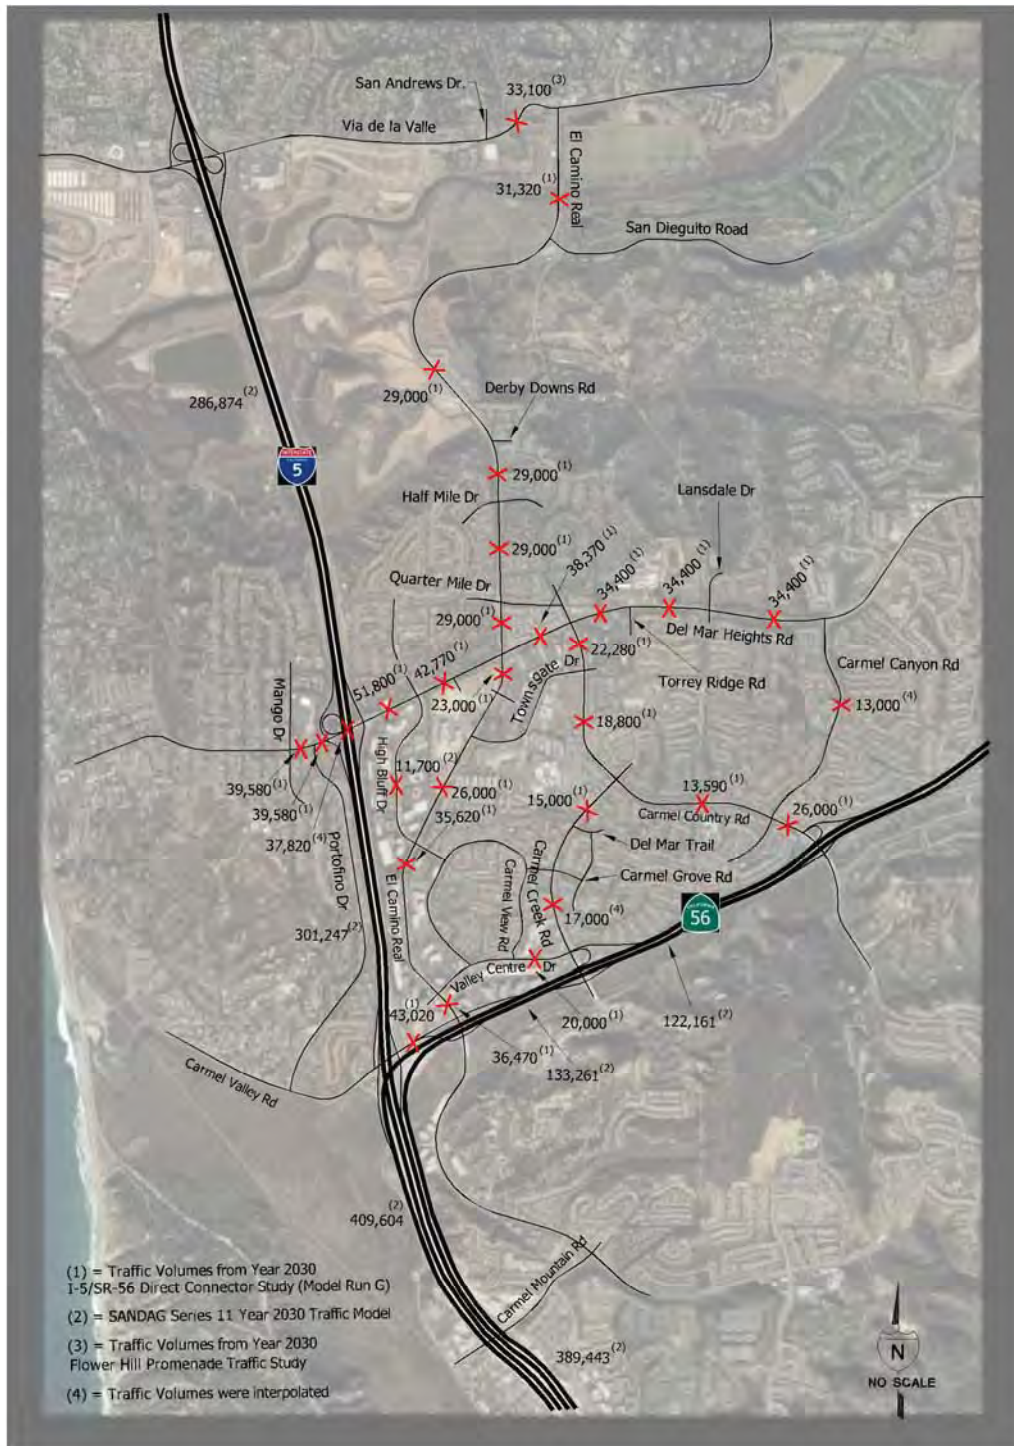 San Andrews Dr.
33,100(3)
Via de la Valle
El Camino Real
31,320(1)
San Dieguito Road
29,000(1)
Derby Downs Rd
286,874(2)
INTERSTATE
CALIFORNIA
5
29,000(1)
Half Mile Dr
Lansdale Dr
29,000(1)
38,370(1)
34,400(1)
34,400(1)
34,400(1)
Quarter Mile Dr
29,000(1)
Del Mar Heights Rd
22,280(1)
Carmel Canyon Rd
51,800(1)
42,770(1)
23,000(1)
Townsgate Dr
Torrey Ridge Rd
Mango Dr
18,800(1)
13,000(4)
High Bluff Dr
11,700(2)
26,000(1)
39,580(1)
39,580(1)
37,820(4)
Portofino Dr
35,620(1)
15,000(1)
13,590(1)
Carmel Country Rd
26,000(1)
Del Mar Trail
Carmel Grove Rd
El Camino Real
Carmel View Rd
Carmel Creek Rd
17,000(4)
CALIFORNIA
56
301,247(2)
Valley Centre Dr
43,020(1)
20,000(1)
122,161(2)
36,470(1)
133,261(2)
Carmel Valley Rd
409,604(2)
Carmel Mountain Rd
389,443(2)
(1) = Traffic Volumes from Year 2030
I-5/SR-56 Direct Connector Study (Model Run G)
(2) = SANDAG Series 11 Year 2030 Traffic Model
(3) = Traffic Volumes from Year 2030
Flower Hill Promenade Traffic Study
(4) = Traffic Volumes were interpolated
N
NO SCALE